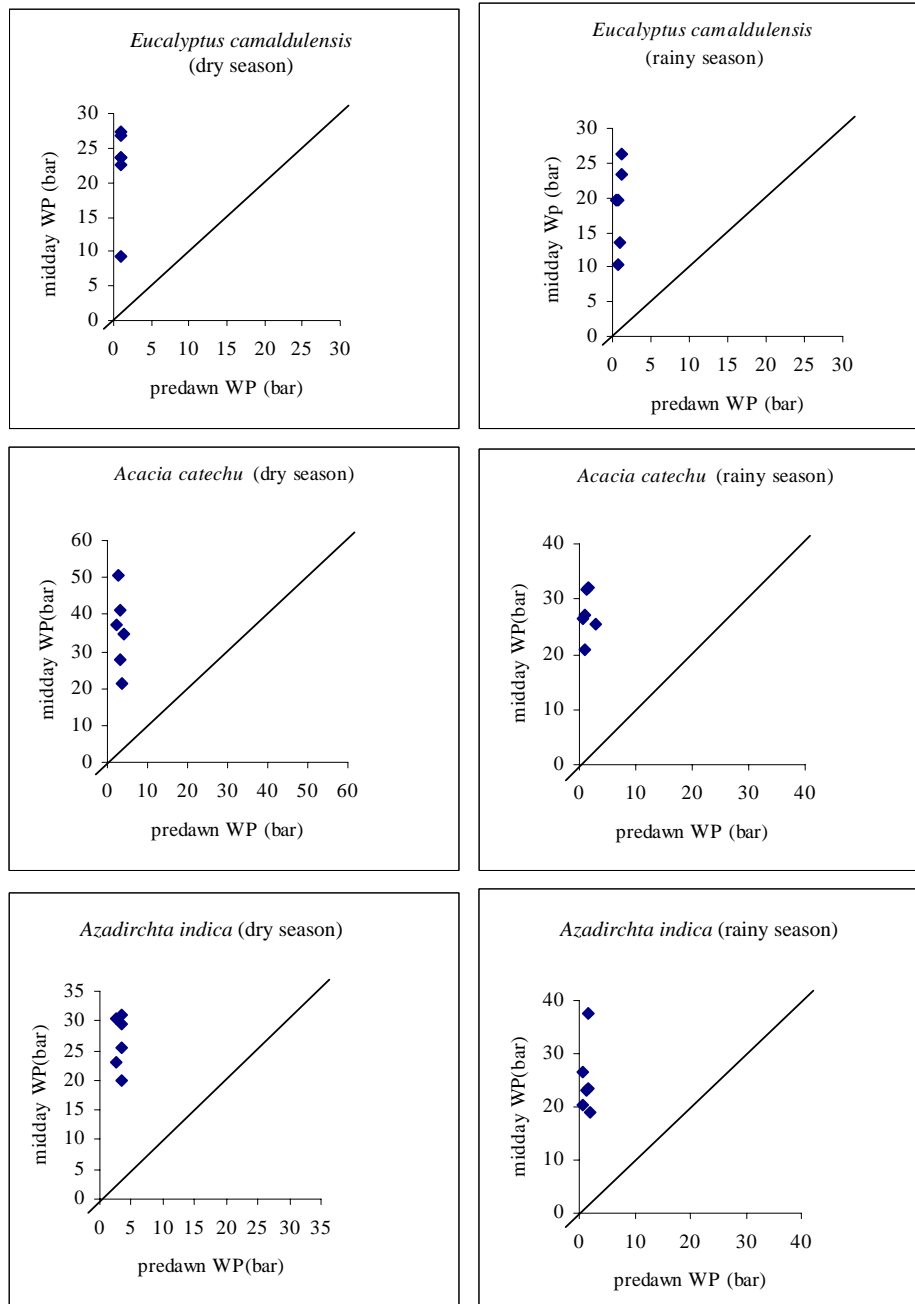 Eucalyptus camaldulensis
(dry season)
midday WP (bar)
30
25
20
15
10
5
0
0 5 10 15 20 25 30
predawn WP (bar)
Eucalyptus camaldulensis
(rainy season)
midday Wp (bar)
30
25
20
15
10
5
0
0 5 10 15 20 25 30
predawn WP (bar)
Acacia catechu (dry season)
midday WP(bar)
60
50
40
30
20
10
0
0 10 20 30 40 50 60
predawn WP (bar)
Acacia catechu (rainy season)
midday WP(bar)
40
30
20
10
0
0 10 20 30 40
predawn WP (bar)
Azadirchta indica (dry season)
midday WP(bar)
35
30
25
20
15
10
5
0
0 5 10 15 20 25 30 35
predawn WP(bar)
Azadirchta indica (rainy season)
midday WP(bar)
40
30
20
10
0
0 10 20 30 40
predawn WP (bar)